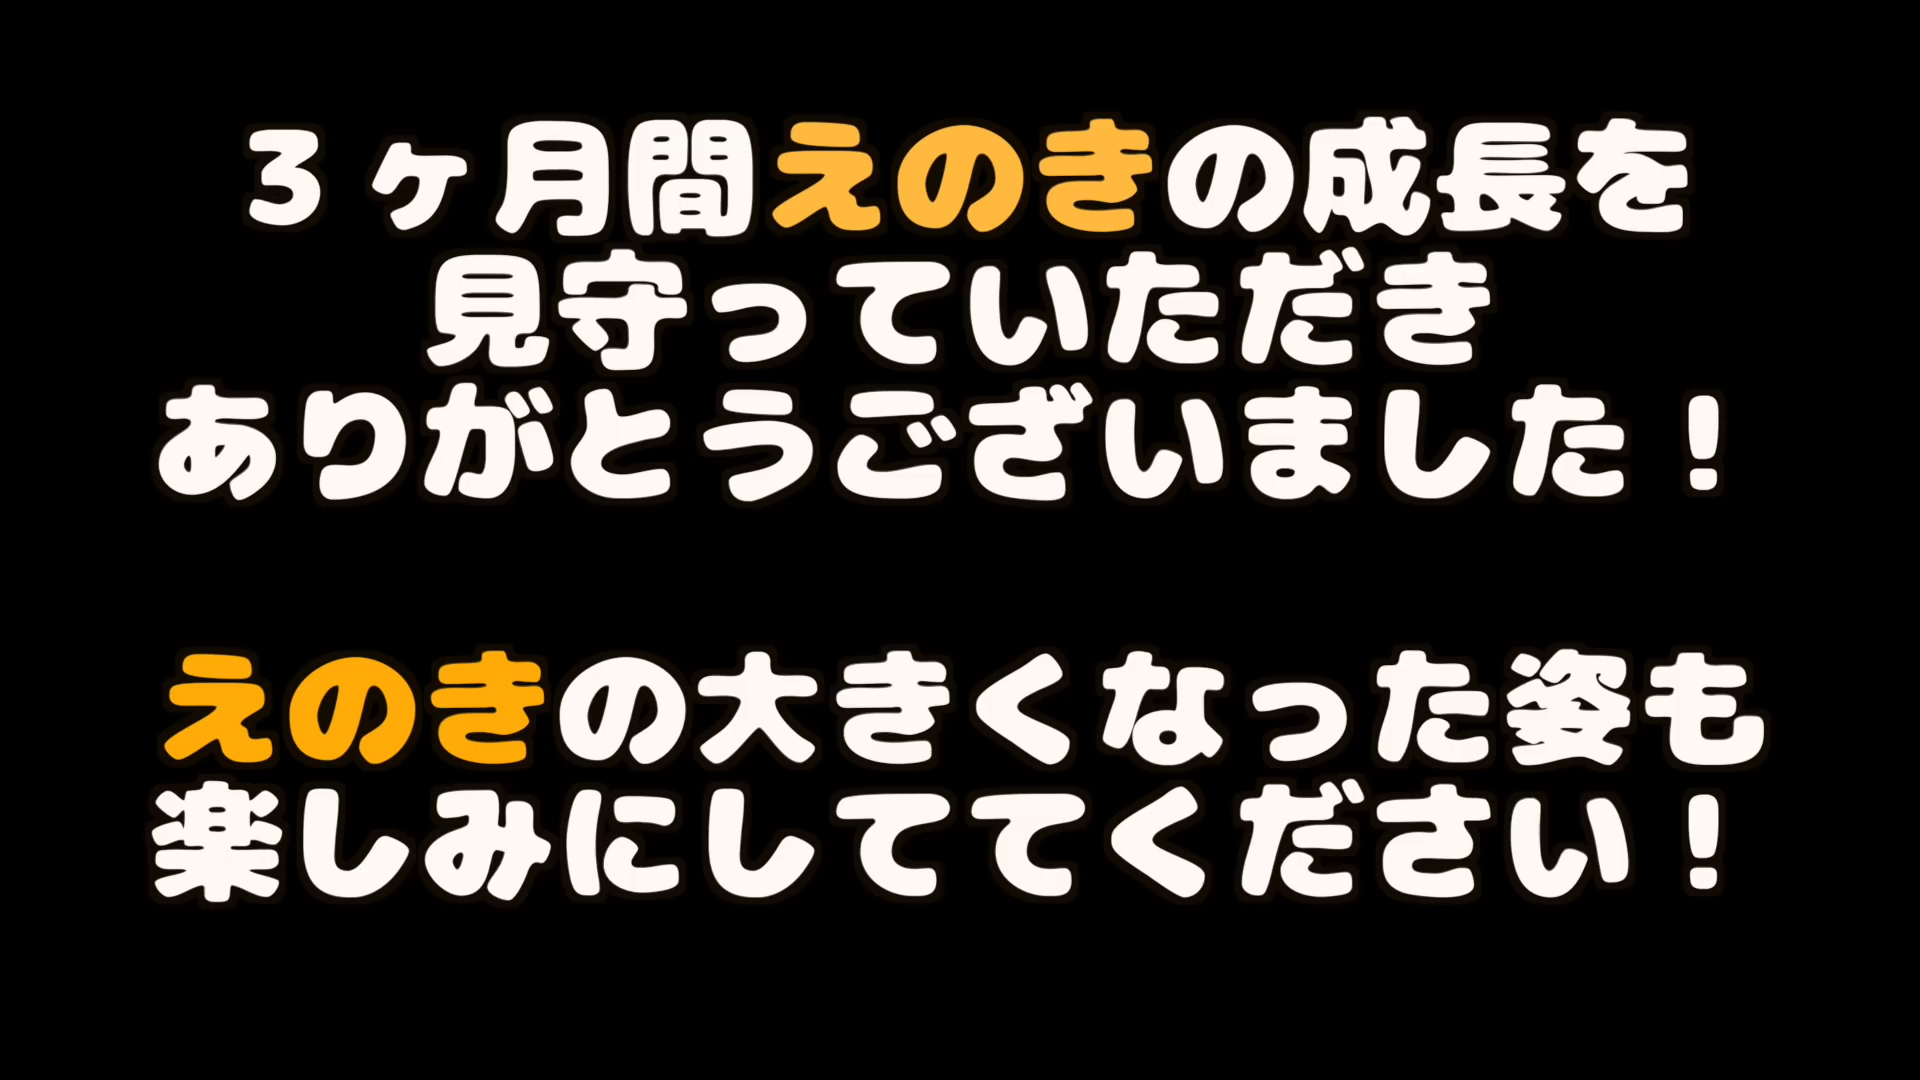 ３ヶ月間えのきの成長を
見守っていただき
ありがとうございました！
えのきの大きくなった姿も
楽しみにしててください！